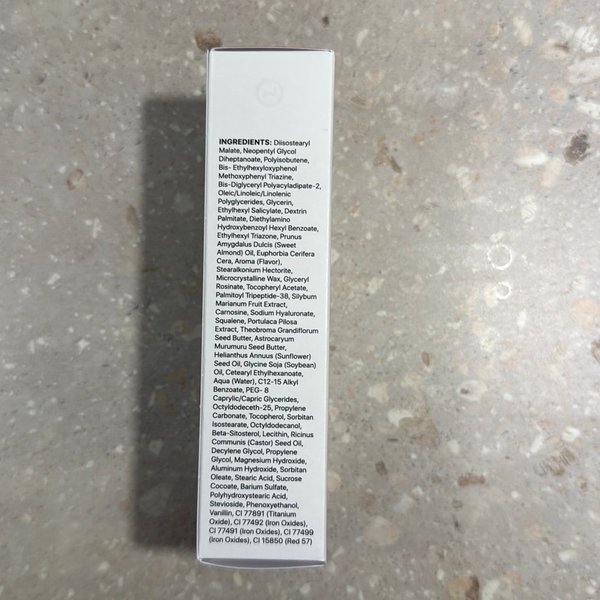 INGREDIENTS: Diisostearyl
Malate, Neopentyl Glycol
Diheptanoate, Polyisobutene,
Bis- Ethylhexyloxyphenol
Methoxyphenyl Triazine,
Bis-Diglyceryl Polyacyladipate-2,
Oleic/Linoleic/Linolenic
Polyglycerides, Glycerin,
Ethylhexyl Salicylate, Dextrin
Palmitate, Diethylamino
Hydroxybenzoyl Hexyl Benzoate,
Ethylhexyl Triazone, Prunus
Amygdalus Dulcis (Sweet
Almond) Oil, Euphorbia Cerifera
Cera, Aroma (Flavor),
Stearalkonium Hectorite,
Microcrystalline Wax, Glyceryl
Rosinate, Tocopheryl Acetate,
Palmitoyl Tripeptide-38, Silybum
Marianum Fruit Extract,
Carnosine, Sodium Hyaluronate,
Squalene, Portulaca Pilosa
Extract, Theobroma Grandiflorum
Seed Butter, Astrocaryum
Murumuru Seed Butter,
Helianthus Annuus (Sunflower)
Seed Oil, Glycine Soja (Soybean)
Oil, Cetearyl Ethylhexanoate,
Aqua (Water), C12-15 Alkyl
Benzoate, PEG- 8
Caprylic/Capric Glycerides,
Octyldodeceth-25, Propylene
Carbonate, Tocopherol, Sorbitan
Isostearate, Octyldodecanol,
Beta-Sitosterol, Lecithin, Ricinus
Communis (Castor) Seed Oil,
Decylene Glycol, Propylene
Glycol, Magnesium Hydroxide,
Aluminum Hydroxide, Sorbitan
Oleate, Stearic Acid, Sucrose
Cocoate, Barium Sulfate,
Polyhydroxystearic Acid,
Stevioside, Phenoxyethanol,
Vanillin, CI 77891 (Titanium
Oxide), CI 77492 (Iron Oxides),
CI 77491 (Iron Oxides), CI 77499
(Iron Oxides), CI 15850 (Red 57)